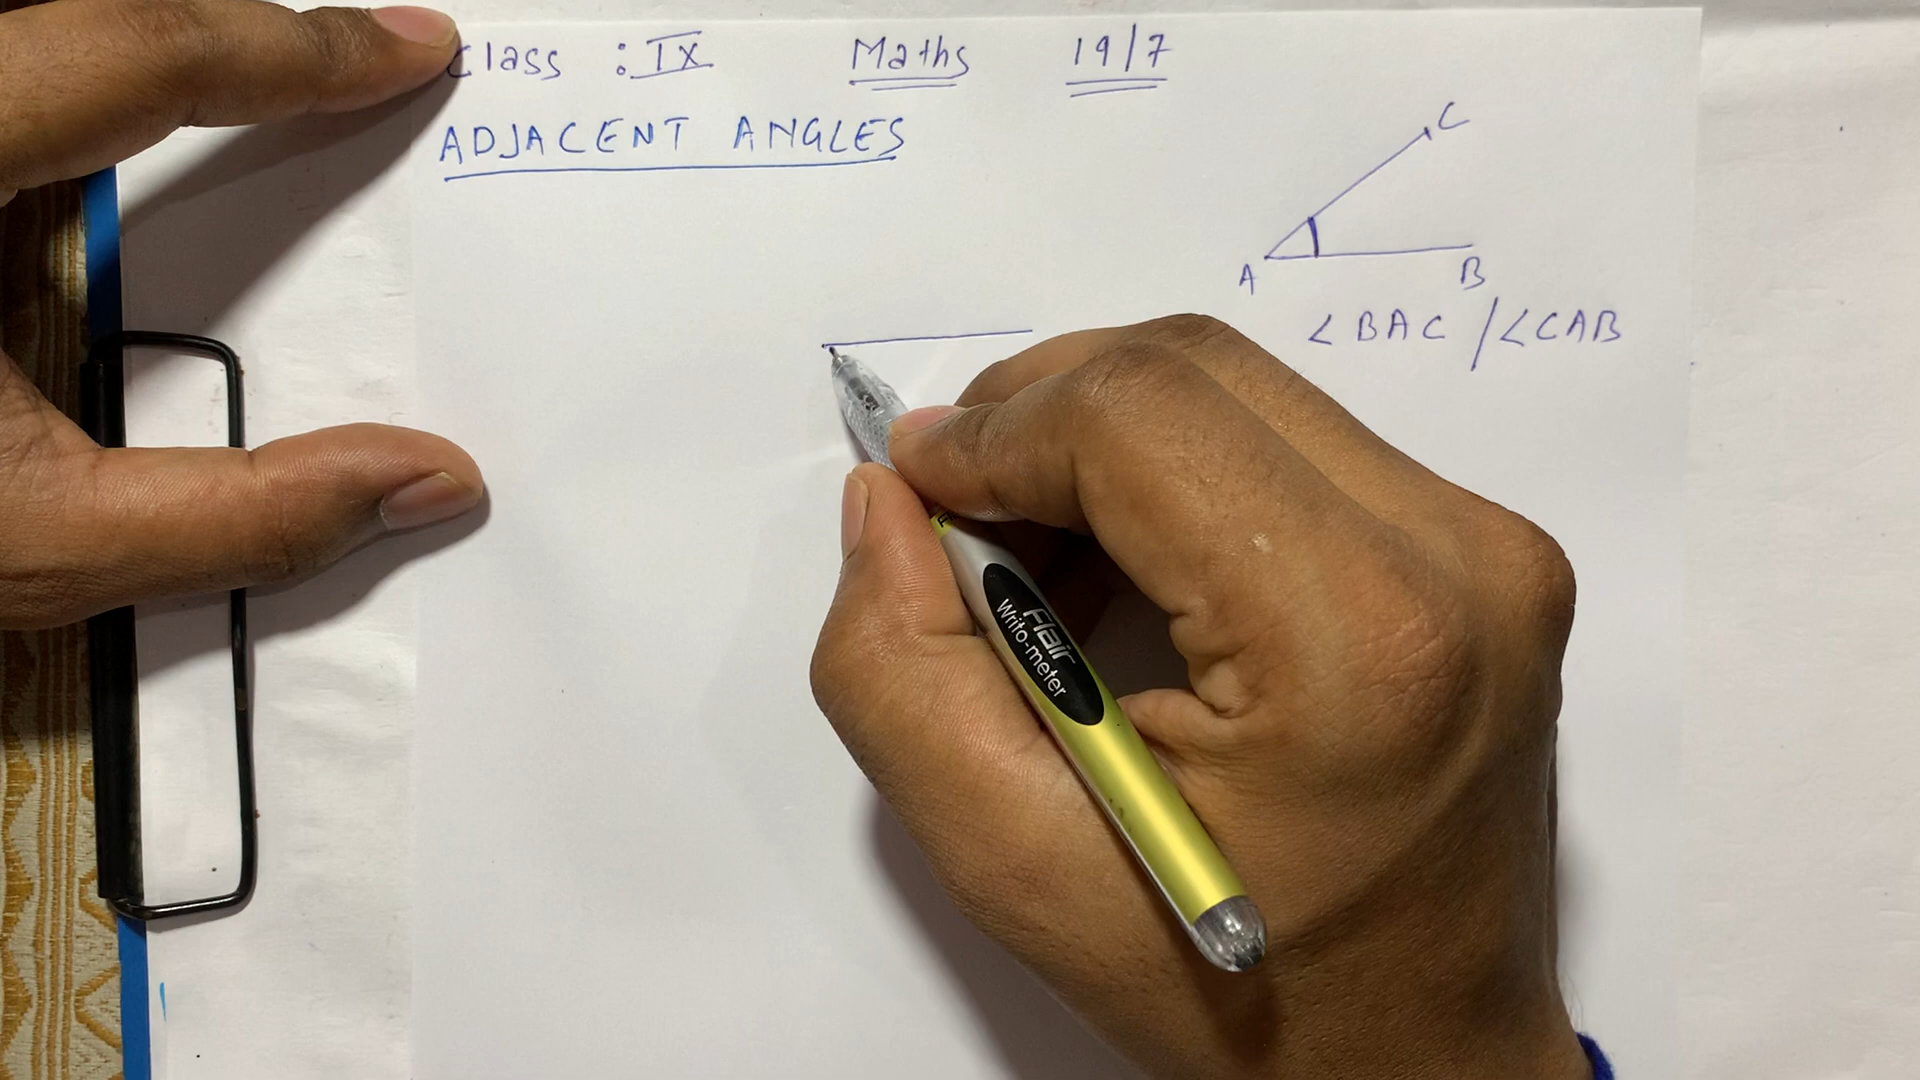 Class : IX Maths 19/7
ADJACENT ANGLES
C
A B
∠BAC /∠CAB
Flair
Writo-meter